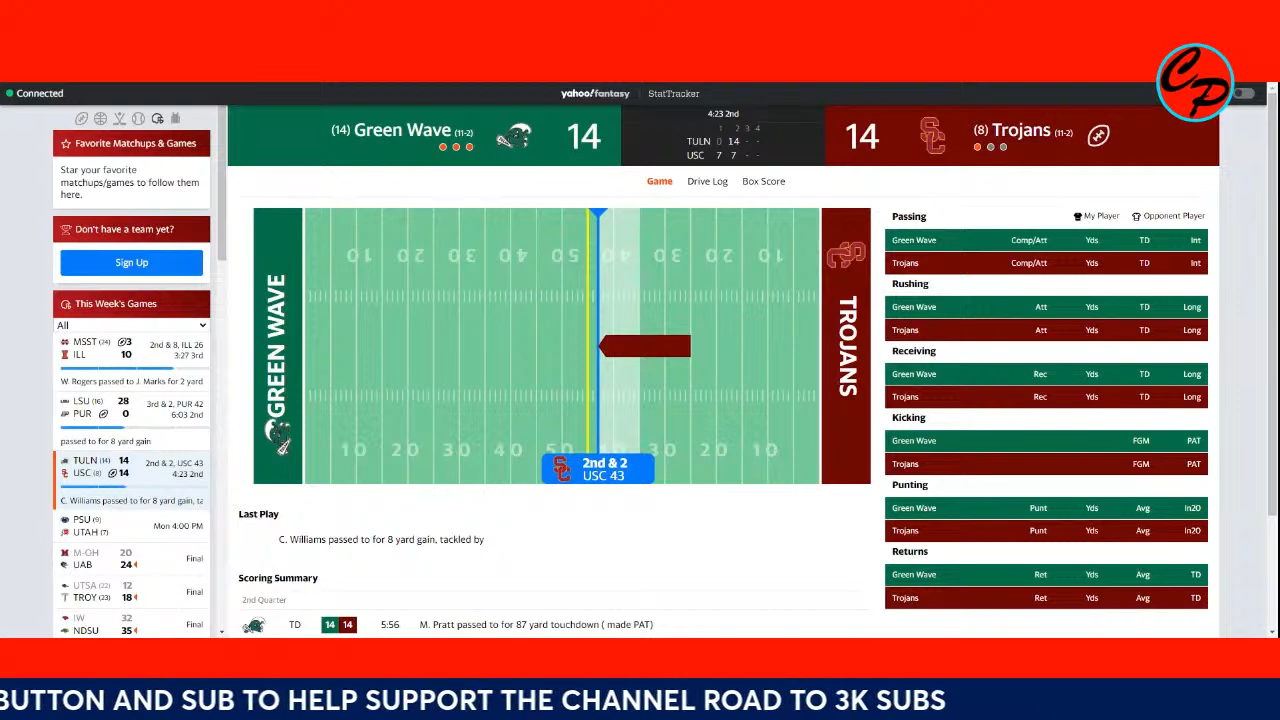 CP
Connected
yahoo!fantasy | StatTracker
Favorite Matchups & Games
Star your favorite
matchups/games to follow them
here.
Don't have a team yet?
Sign Up
This Week's Games
All
MSST (24) 3
ILL 10
2nd & 8, ILL 26
3:27 3rd
W. Rogers passed to J. Marks for 2 yard
LSU (16) 28
PUR 0
3rd & 2, PUR 42
6:03 2nd
passed to for 8 yard gain
TULN (14) 14
USC (8) 14
2nd & 2, USC 43
4:23 2nd
C. Williams passed to for 8 yard gain, ta
PSU (9)
UTAH (7)
Mon 4:00 PM
M-OH 20
UAB 24
Final
UTSA (22) 12
TROY (23) 18
Final
IW 32
NDSU 35
Final
(14) Green Wave (11-2) 14
4:23 2nd
1 2 3 4
TULN 0 14 - -
USC 7 7 - -
14 SC (8) Trojans (11-2)
Game Drive Log Box Score
GREEN WAVE
10 20 30 40 50 40 30 20 10
10 20 30 40 50 30 20 10
SC TROJANS
SC 2nd & 2
USC 43
Last Play
C. Williams passed to for 8 yard gain, tackled by
Scoring Summary
2nd Quarter
TD 14 14 5:56 M. Pratt passed to for 87 yard touchdown ( made PAT)
Passing My Player Opponent Player
Green Wave Comp/Att Yds TD Int
Trojans Comp/Att Yds TD Int
Rushing
Green Wave Att Yds TD Long
Trojans Att Yds TD Long
Receiving
Green Wave Rec Yds TD Long
Trojans Rec Yds TD Long
Kicking
Green Wave FGM PAT
Trojans FGM PAT
Punting
Green Wave Punt Yds Avg In20
Trojans Punt Yds Avg In20
Returns
Green Wave Ret Yds Avg TD
Trojans Ret Yds Avg TD
BUTTON AND SUB TO HELP SUPPORT THE CHANNEL ROAD TO 3K SUBS